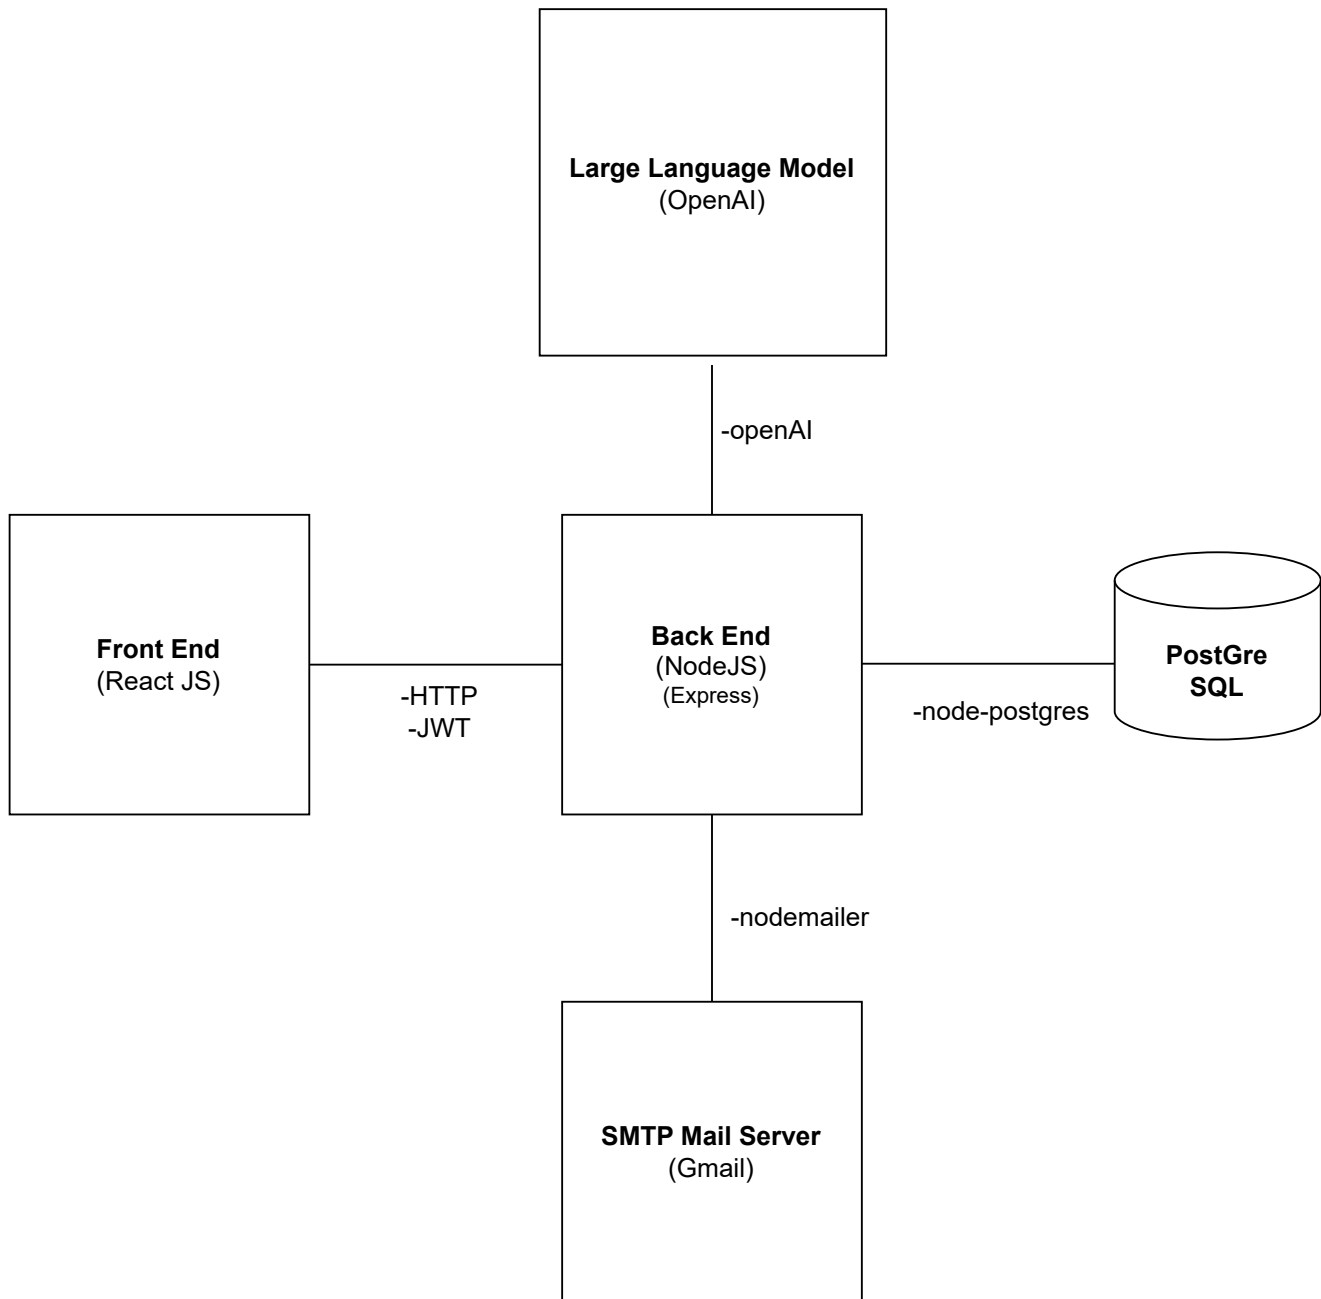 Large Language Model
(OpenAI)
-openAI
Front End
(React JS)
-HTTP
-JWT
Back End
(NodeJS)
(Express)
-node-postgres
PostGre
SQL
-nodemailer
SMTP Mail Server
(Gmail)